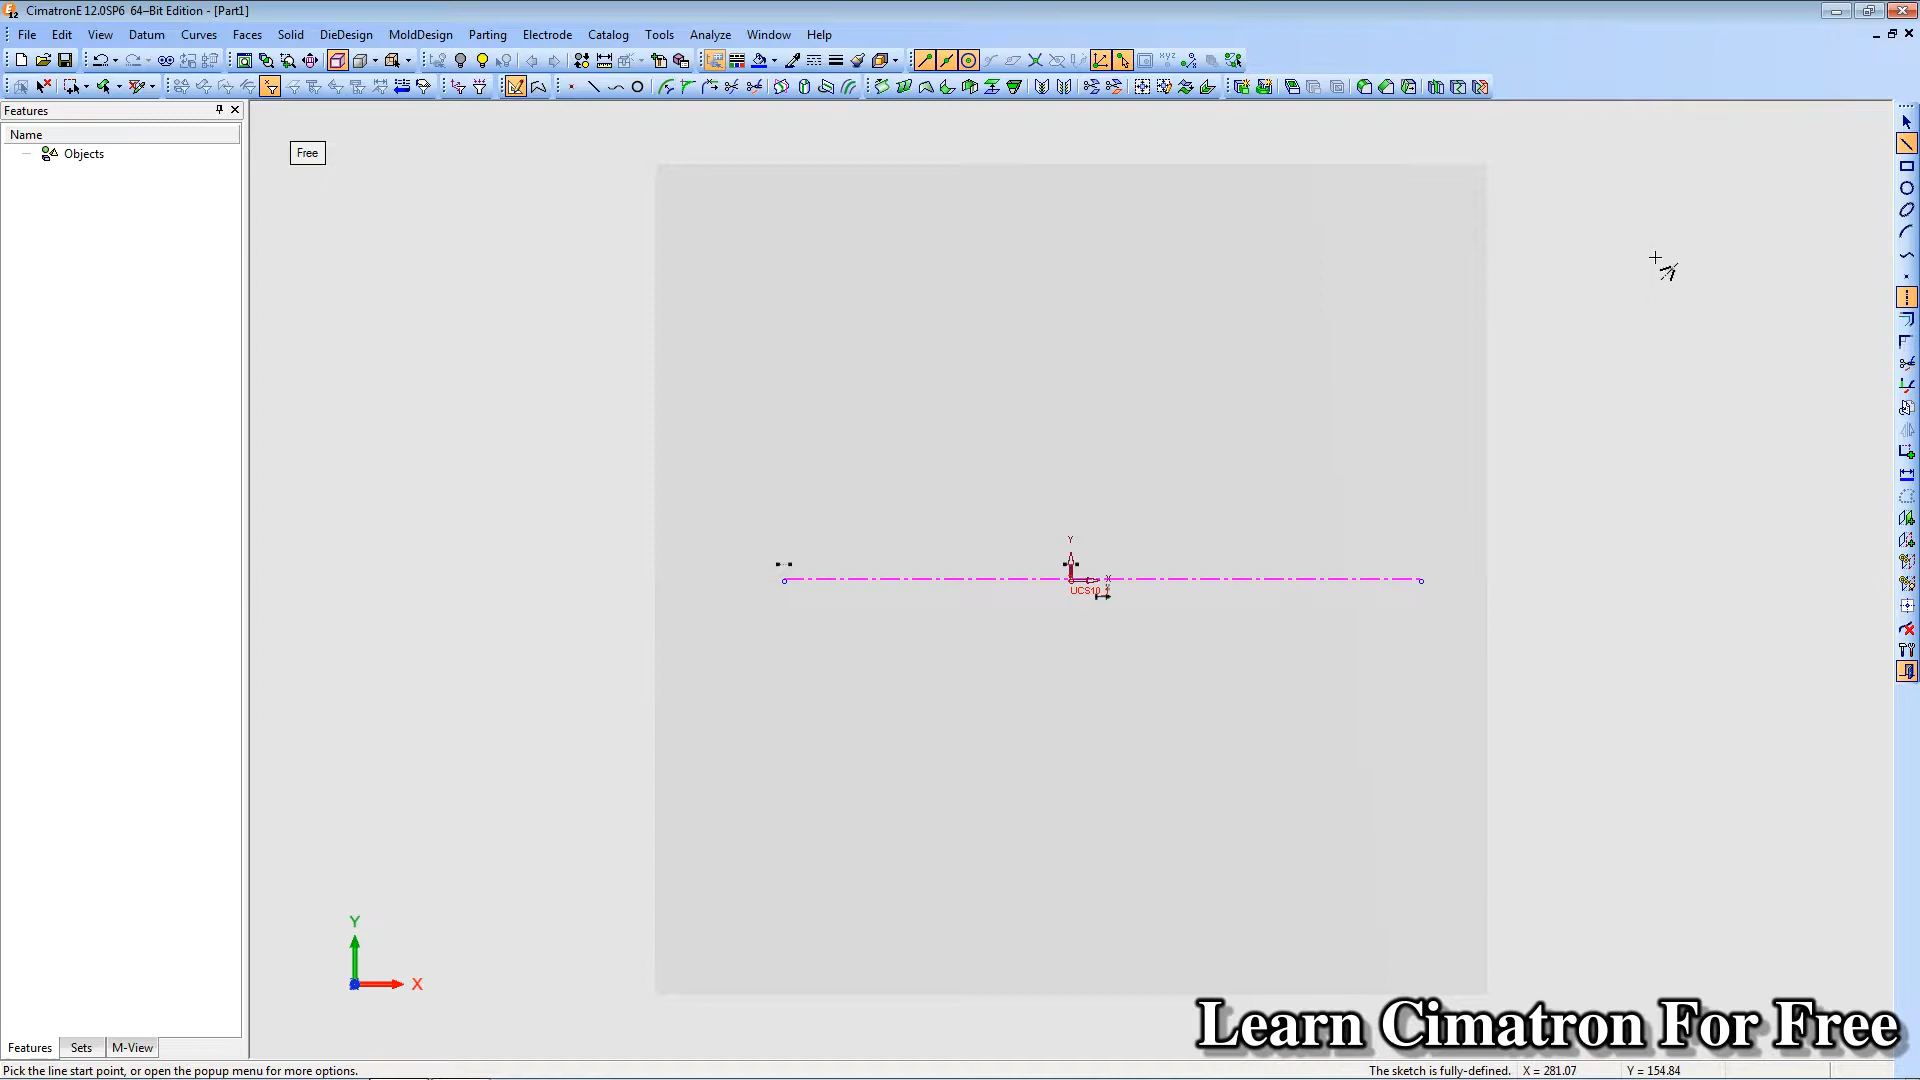 CimatronE 12.0SP6 64–Bit Edition - [Part1]
File Edit View Datum Curves Faces Solid DieDesign MoldDesign Parting Electrode Catalog Tools Analyze Window Help
Features
Name
Objects
Free
Y
X
UCS10
Y
X
Learn Cimatron For Free
Features Sets M-View
Pick the line start point, or open the popup menu for more options.
The sketch is fully-defined. X = 281.07 Y = 154.84